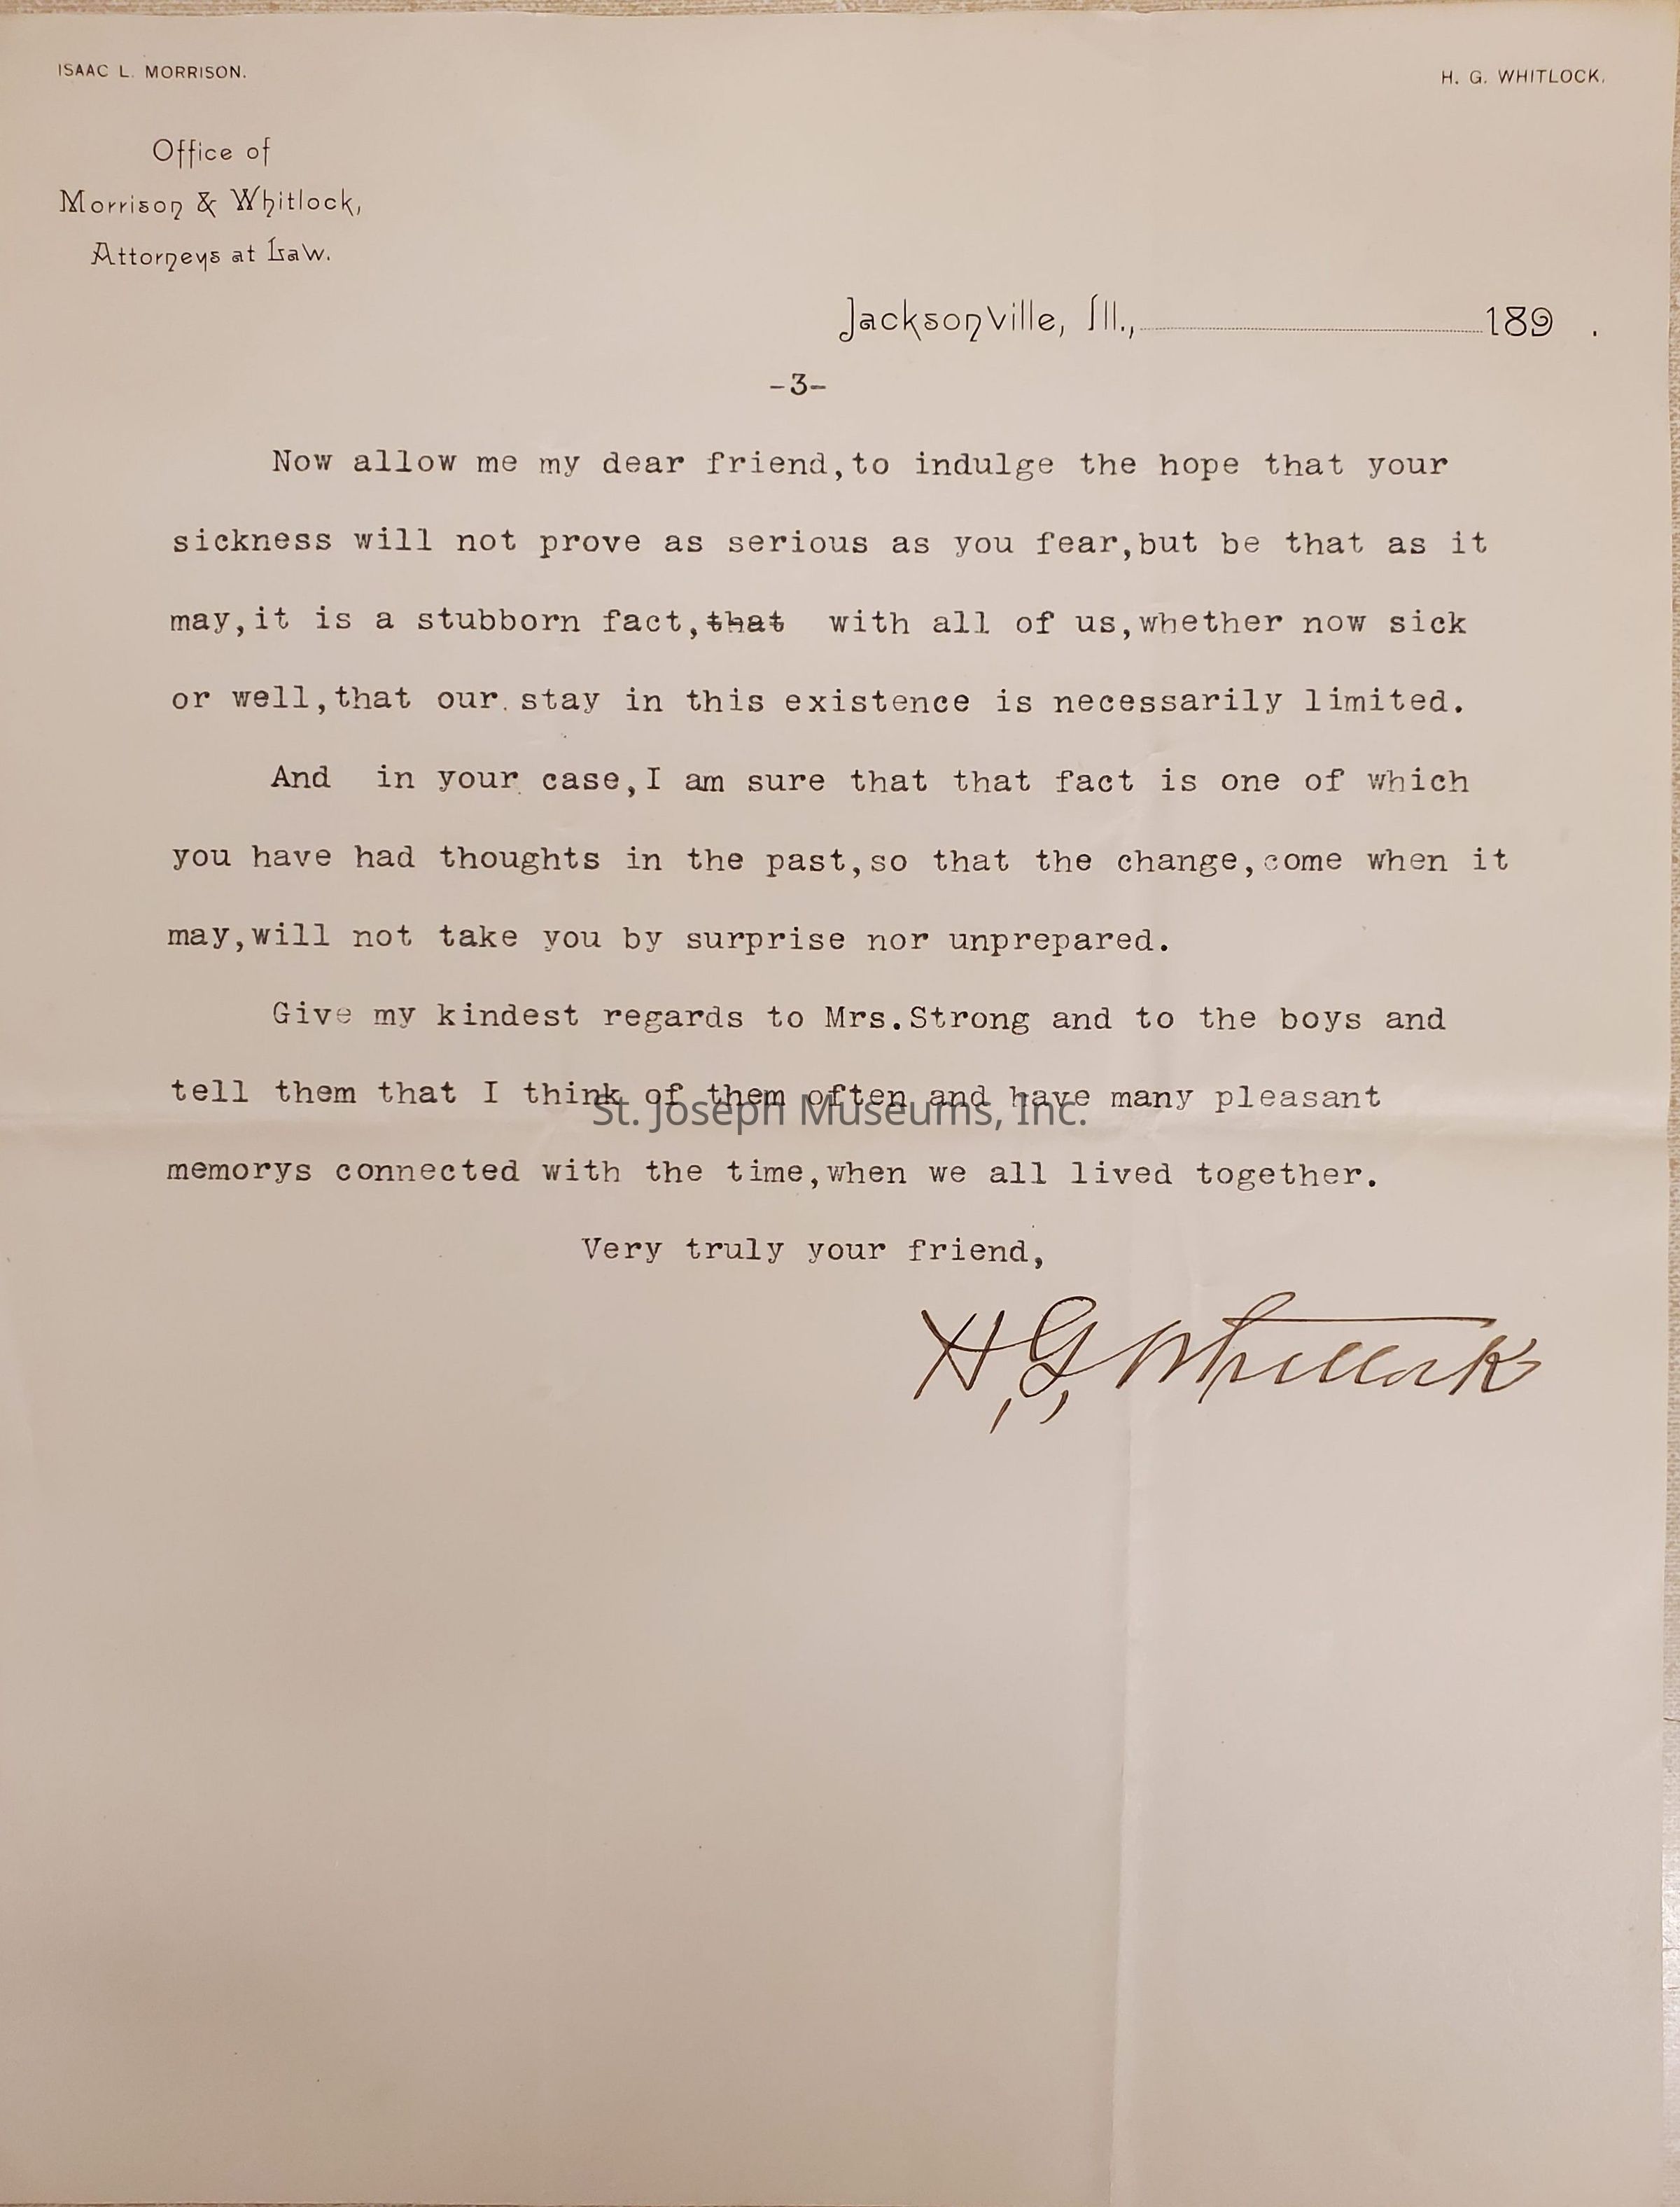 ISAAC L. MORRISON.
H. G. WHITLOCK.
Office of
Morrison & Whitlock,
Attorneys at Law.
Jacksonville, Ill., 189 .
-3-
Now allow me my dear friend,to indulge the hope that your
sickness will not prove as serious as you fear,but be that as it
may,it is a stubborn fact,that with all of us,whether now sick
or well,that our stay in this existence is necessarily limited.
And in your case,I am sure that that fact is one of which
you have had thoughts in the past,so that the change,come when it
may,will not take you by surprise nor unprepared.
Give my kindest regards to Mrs.Strong and to the boys and
tell them that I think of them often and have many pleasant
St. Joseph Museums, Inc.
memorys connected with the time,when we all lived together.
Very truly your friend,
H. G. Whitlock